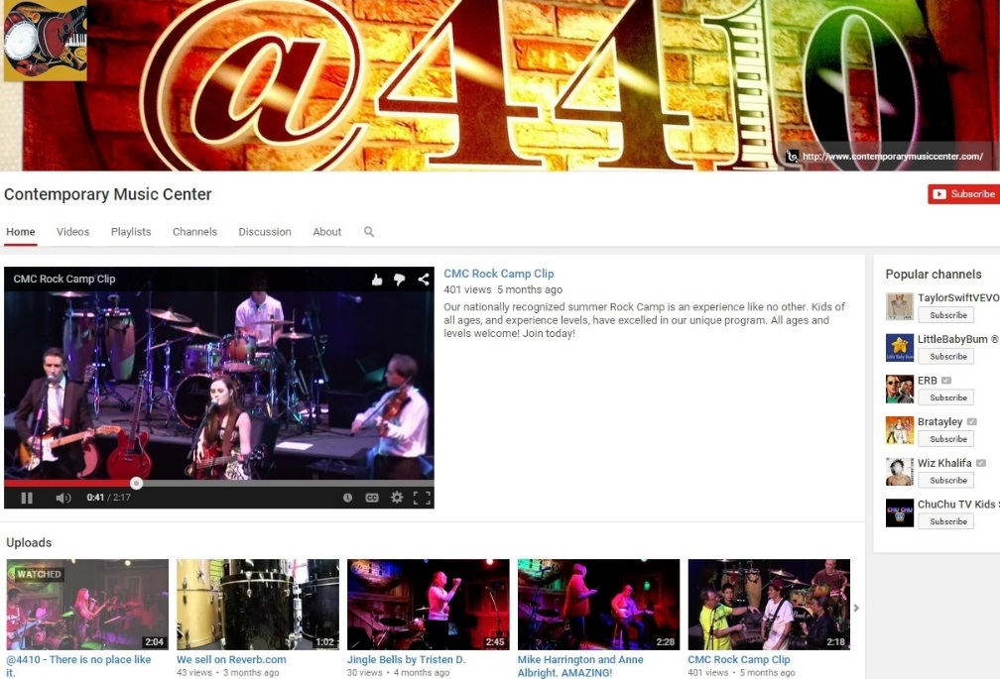 @4410
http://www.contemporarymusiccenter.com/
Contemporary Music Center
Subscribe
Home Videos Playlists Channels Discussion About
CMC Rock Camp Clip
0:41 / 2:17
CC
CMC Rock Camp Clip
401 views 5 months ago
Our nationally recognized summer Rock Camp is an experience like no other. Kids of
all ages, and experience levels, have excelled in our unique program. All ages and
levels welcome! Join today!
Popular channels
TaylorSwiftVEVO
Subscribe
LittleBabyBum ®
Subscribe
ERB
Subscribe
Bratayley
Subscribe
Wiz Khalifa
Subscribe
CHU CHU
ChuChu TV Kids
Subscribe
Uploads
WATCHED
2:04
@4410 - There is no place like
it.
1:02
We sell on Reverb.com
43 views • 3 months ago
2:45
Jingle Bells by Tristen D.
30 views • 4 months ago
2:28
Mike Harrington and Anne
Albright. AMAZING!
2:18
CMC Rock Camp Clip
401 views • 5 months ago